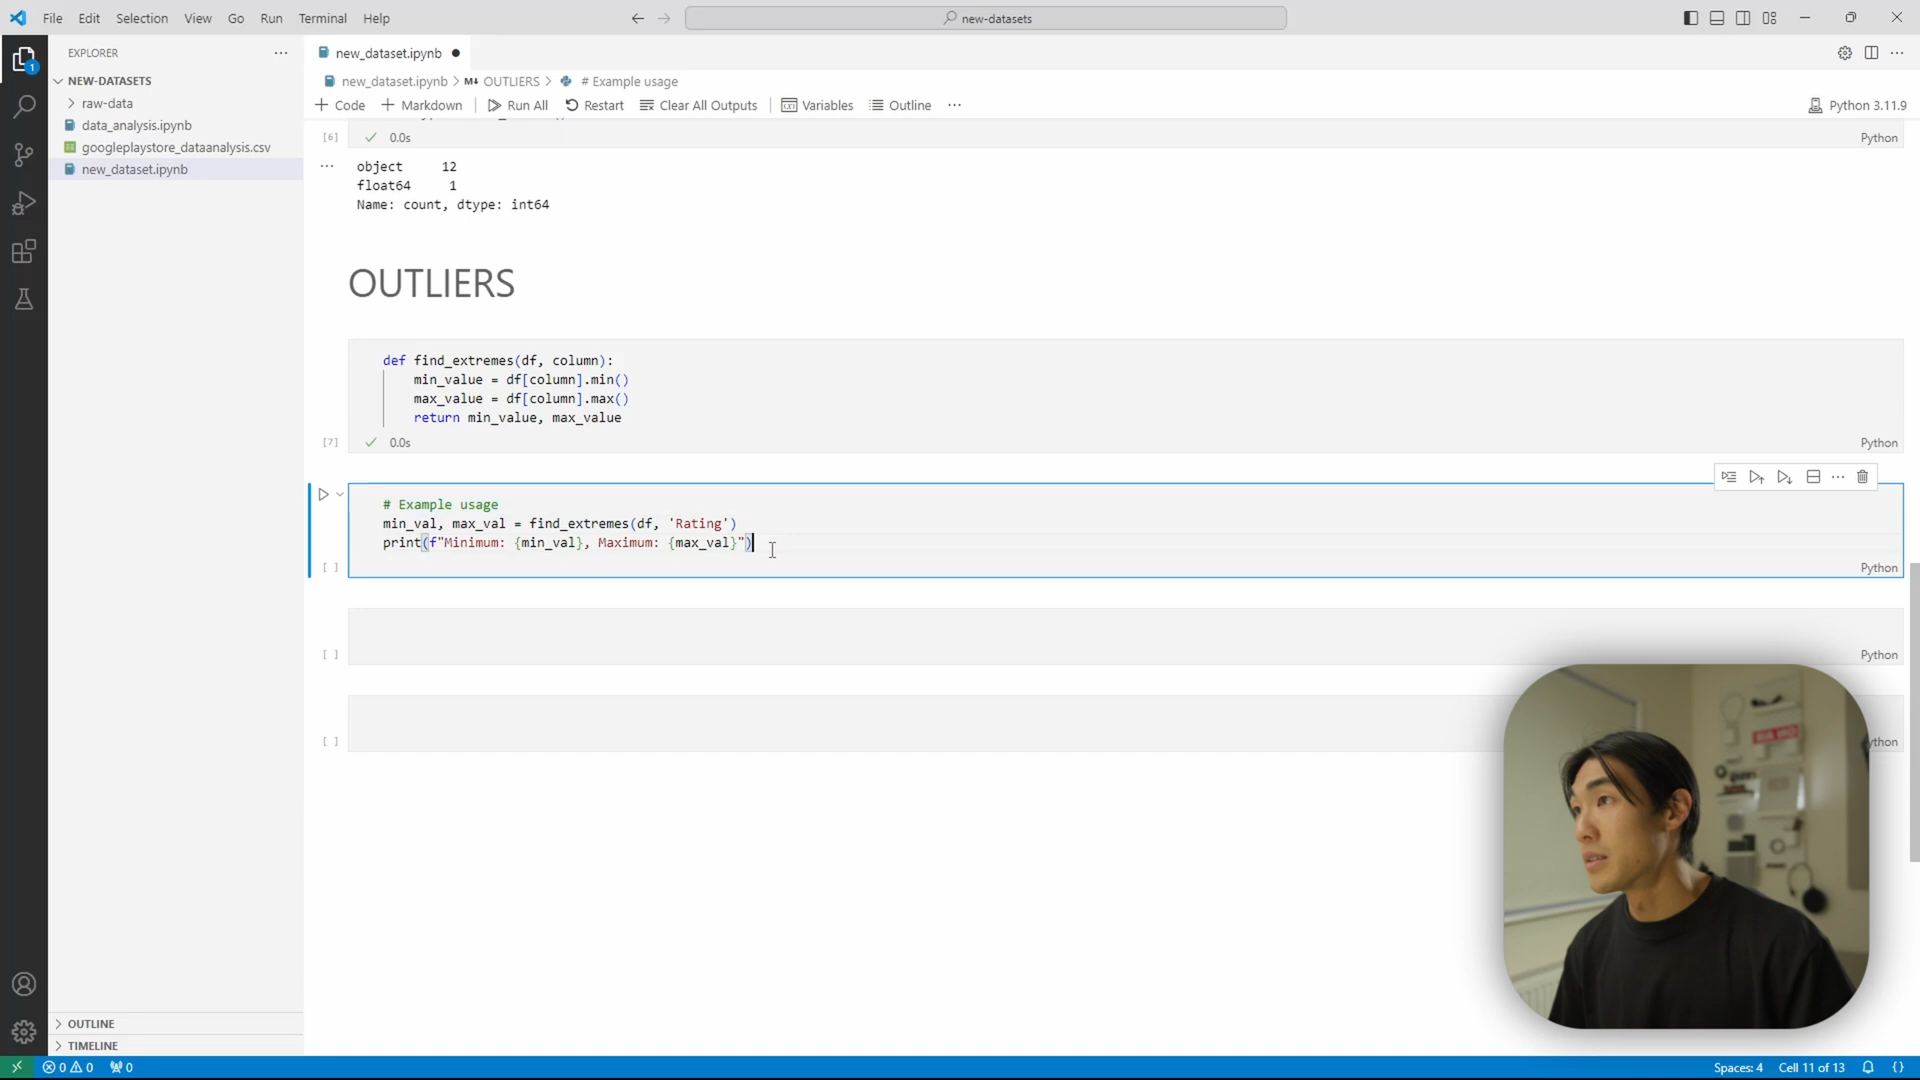 File Edit Selection View Go Run Terminal Help
new-datasets
EXPLORER
1
NEW-DATASETS
raw-data
data_analysis.ipynb
googleplaystore_dataanalysis.csv
new_dataset.ipynb
OUTLINE
TIMELINE
new_dataset.ipynb
new_dataset.ipynb > M↓ OUTLIERS > # Example usage
+ Code + Markdown Run All Restart Clear All Outputs Variables Outline ...
Python 3.11.9
[6] 0.0s Python
object 12
float64 1
Name: count, dtype: int64
OUTLIERS
def find_extremes(df, column):
min_value = df[column].min()
max_value = df[column].max()
return min_value, max_value
[7] 0.0s Python
# Example usage
min_val, max_val = find_extremes(df, 'Rating')
print(f"Minimum: {min_val}, Maximum: {max_val}")
[ ] Python
[ ] Python
[ ] ython
0 0 0
Spaces: 4 Cell 11 of 13